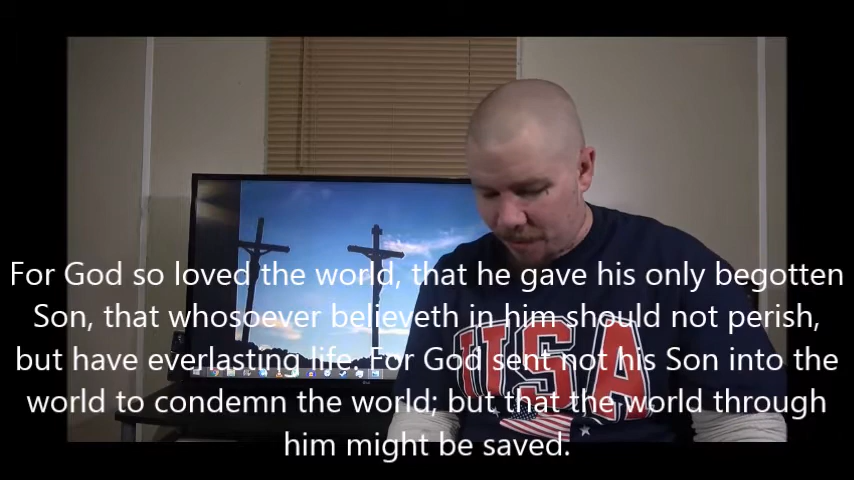 For God so loved the world, that he gave his only begotten
Son, that whosoever believeth in him should not perish,
but have everlasting life. For God sent not his Son into the
world to condemn the world; but that the world through
him might be saved.
USA